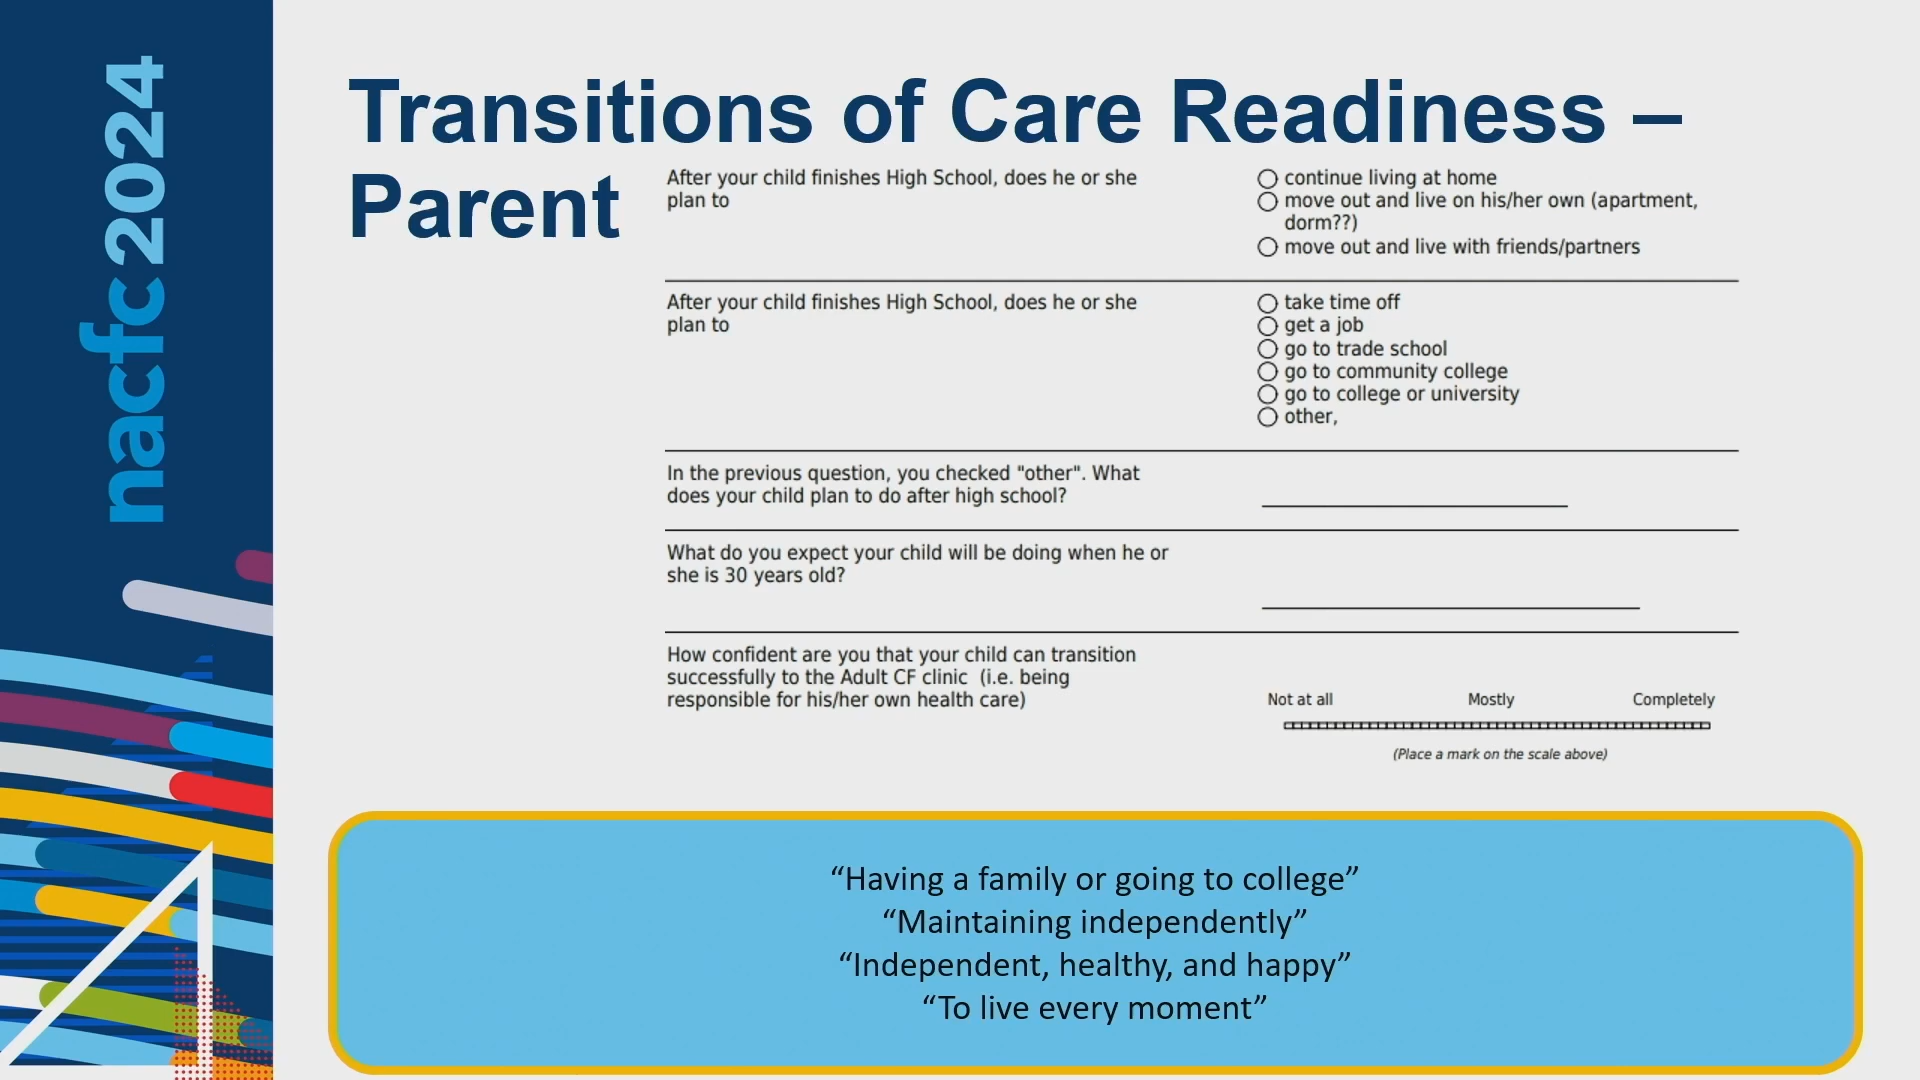 nacfc2024
Transitions of Care Readiness –
Parent
After your child finishes High School, does he or she
plan to
continue living at home
move out and live on his/her own (apartment,
dorm??)
move out and live with friends/partners
After your child finishes High School, does he or she
plan to
take time off
get a job
go to trade school
go to community college
go to college or university
other,
In the previous question, you checked "other". What
does your child plan to do after high school?
What do you expect your child will be doing when he or
she is 30 years old?
How confident are you that your child can transition
successfully to the Adult CF clinic (i.e. being
responsible for his/her own health care)
Not at all Mostly Completely
(Place a mark on the scale above)
“Having a family or going to college”
“Maintaining independently”
“Independent, healthy, and happy”
“To live every moment”